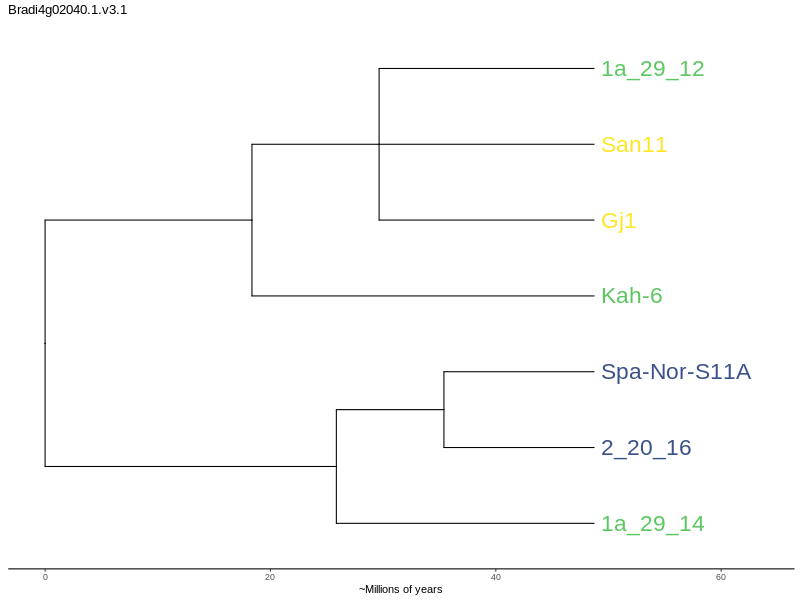 Bradi4g02040.1.v3.1
1a_29_12
San11
Gj1
Kah-6
Spa-Nor-S11A
2_20_16
1a_29_14
0 20 40 60
~Millions of years